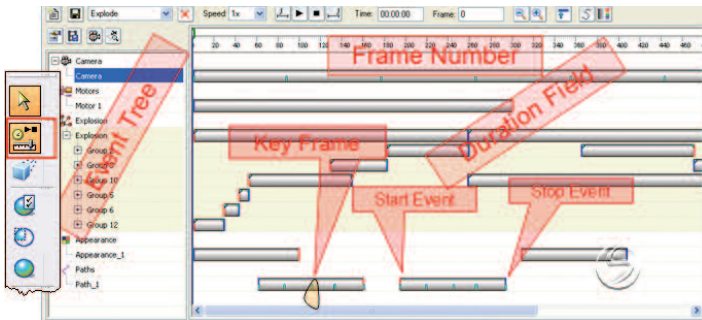 Explode Speed 1x Time: 00:00:00 Frame: 0
20 40 60 80 100 120 140 160 180 200 220 240 260 280 300 320 340 360 380 400 420 440 460
Frame Number
Camera
Camera
Motors
Motor 1
Explosion
Explosion
Group
Group
Group 10
Group 5
Group 6
Group 12
Appearance
Appearance_1
Paths
Path_1
Event Tree
Key Frame
Duration Field
Start Event
Stop Event